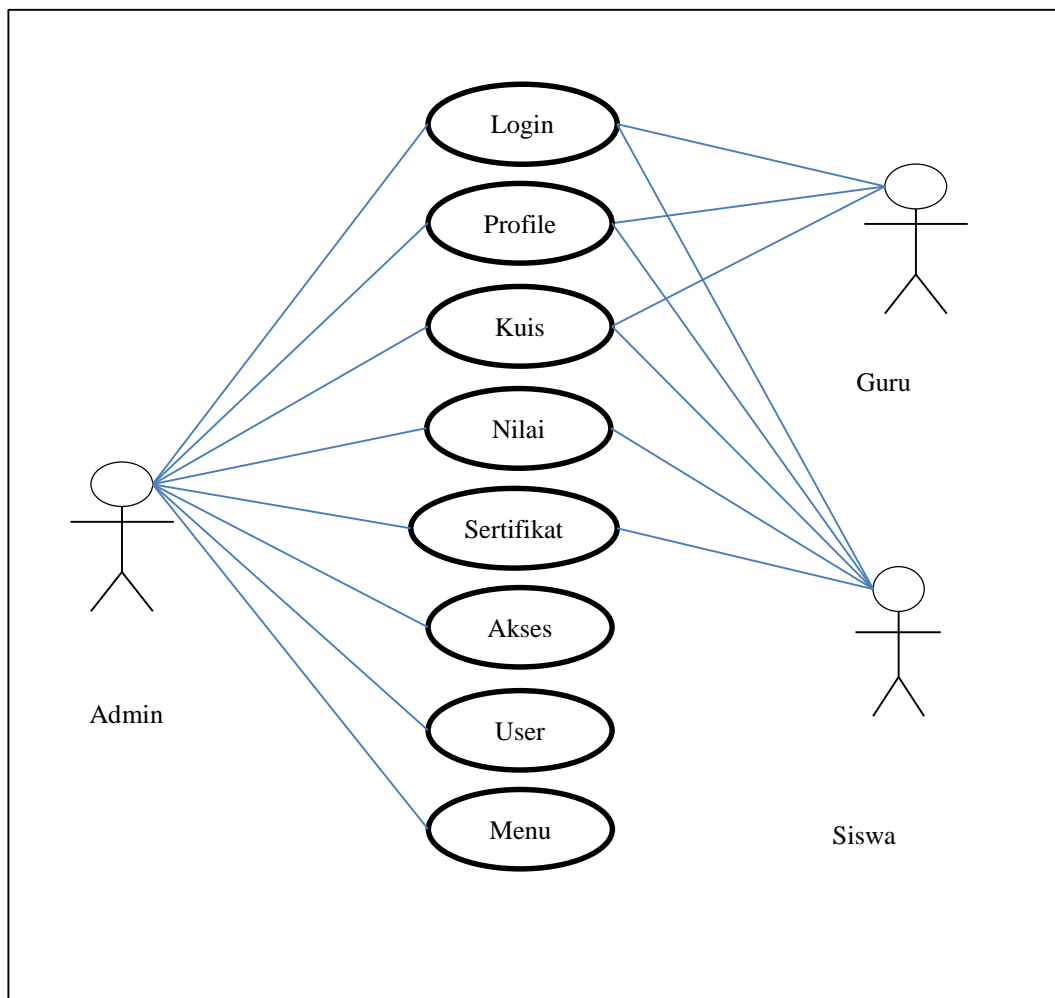 Login
Profile
Kuis
Guru
Nilai
Sertifikat
Akses
Admin
User
Menu
Siswa